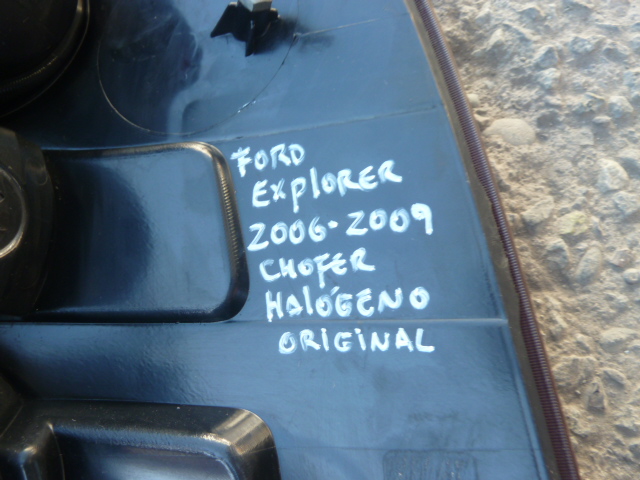 FORD
EXPLORER
2006-2009
CHOFER
HALÓGENO
ORIGINAL